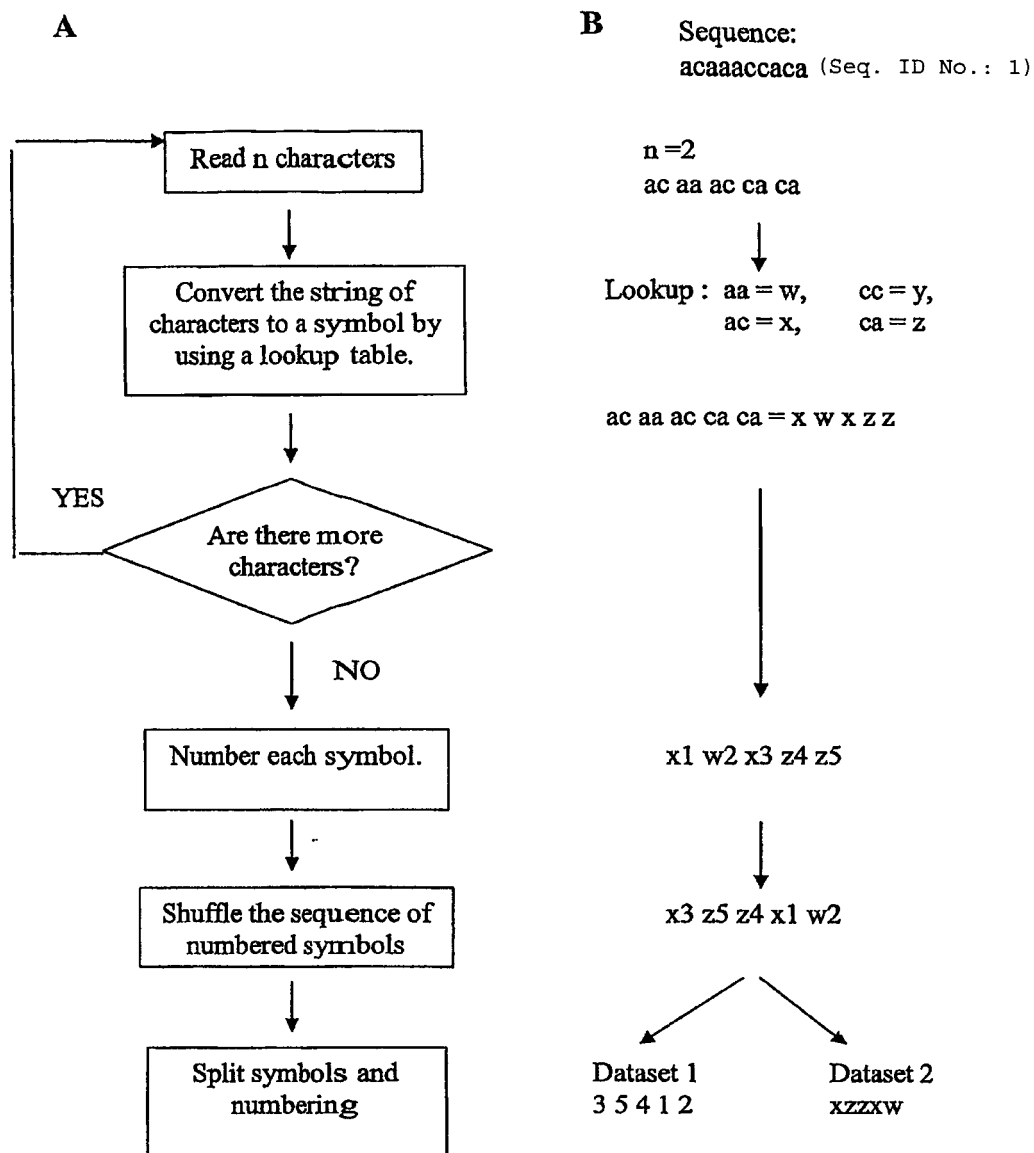 A
Read n characters
Convert the string of
characters to a symbol by
using a lookup table.
YES
Are there more
characters?
NO
Number each symbol.
Shuffle the sequence of
numbered symbols
Split symbols and
numbering
B
Sequence:
acaaaccaca (Seq. ID No.: 1)
n =2
ac aa ac ca ca
Lookup : aa = w, cc = y,
ac = x, ca = z
ac aa ac ca ca = x w x z z
x1 w2 x3 z4 z5
x3 z5 z4 x1 w2
Dataset 1
3 5 4 1 2
Dataset 2
xzzxw